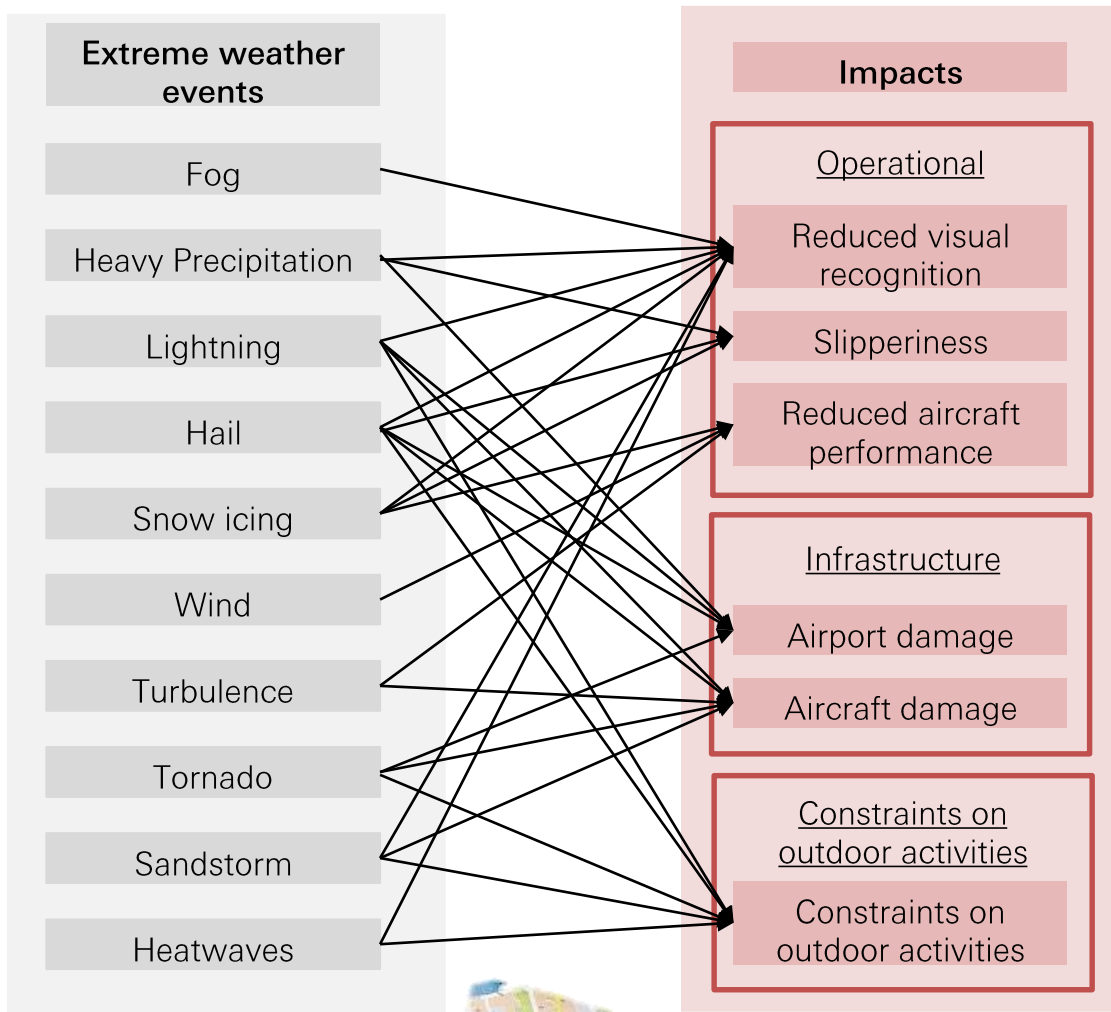 Extreme weather
events
Fog
Heavy Precipitation
Lightning
Hail
Snow icing
Wind
Turbulence
Tornado
Sandstorm
Heatwaves
Impacts
Operational
Reduced visual
recognition
Slipperiness
Reduced aircraft
performance
Infrastructure
Airport damage
Aircraft damage
Constraints on
outdoor activities
Constraints on
outdoor activities